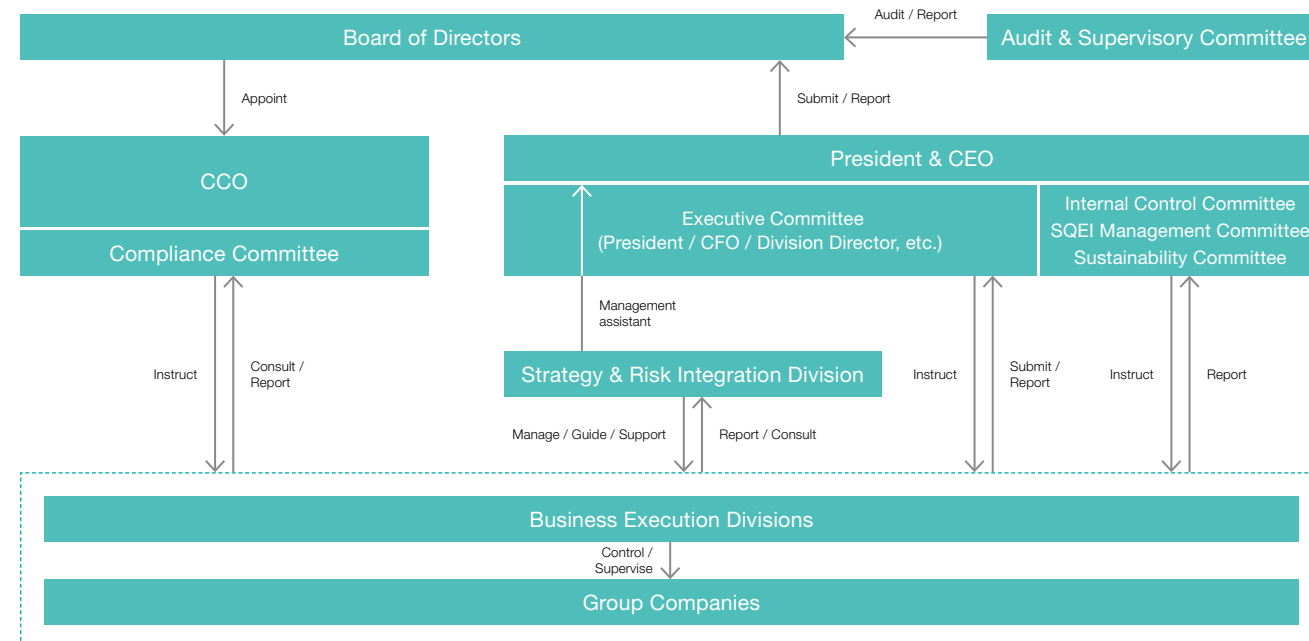 Audit / Report
Board of Directors
Audit & Supervisory Committee
Appoint
Submit / Report
CCO
President & CEO
Executive Committee
(President / CFO / Division Director, etc.)
Internal Control Committee
SQEI Management Committee
Sustainability Committee
Compliance Committee
Management
assistant
Instruct
Consult /
Report
Strategy & Risk Integration Division
Instruct
Submit /
Report
Instruct
Report
Manage / Guide / Support
Report / Consult
Business Execution Divisions
Control /
Supervise
Group Companies